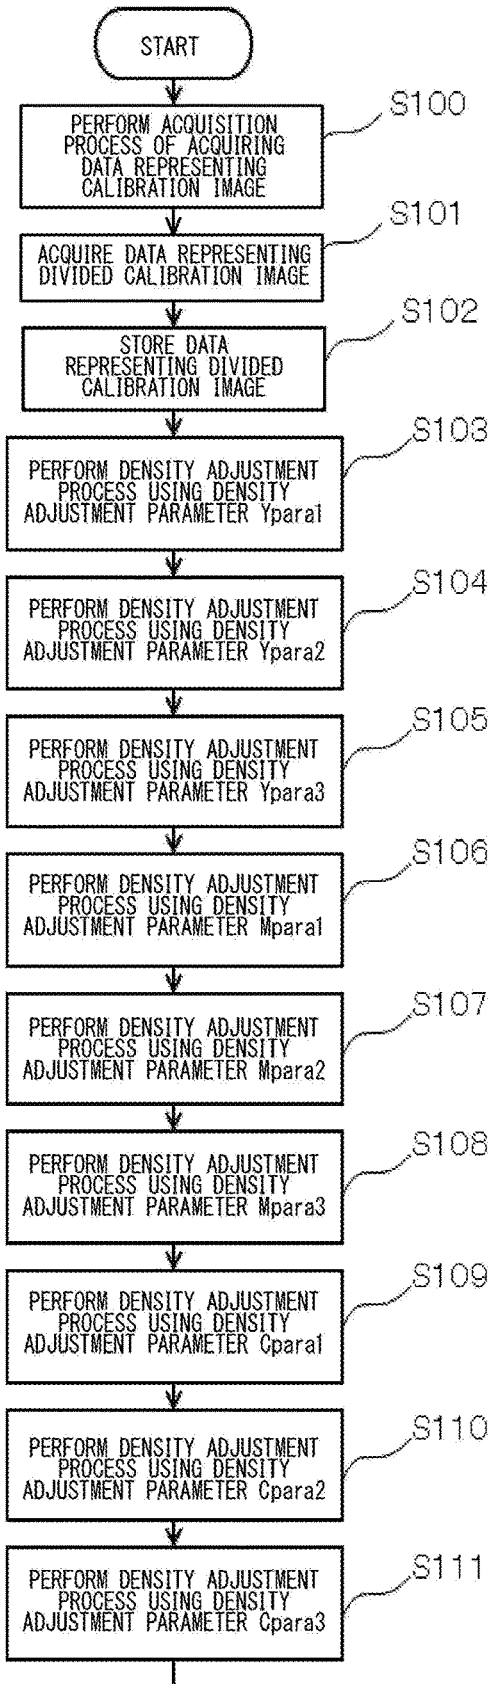 START
S100
PERFORM ACQUISITION
PROCESS OF ACQUIRING
DATA REPRESENTING
CALIBRATION IMAGE
S101
ACQUIRE DATA REPRESENTING
DIVIDED CALIBRATION IMAGE
S102
STORE DATA
REPRESENTING DIVIDED
CALIBRATION IMAGE
S103
PERFORM DENSITY ADJUSTMENT
PROCESS USING DENSITY
ADJUSTMENT PARAMETER Ypara1
S104
PERFORM DENSITY ADJUSTMENT
PROCESS USING DENSITY
ADJUSTMENT PARAMETER Ypara2
S105
PERFORM DENSITY ADJUSTMENT
PROCESS USING DENSITY
ADJUSTMENT PARAMETER Ypara3
S106
PERFORM DENSITY ADJUSTMENT
PROCESS USING DENSITY
ADJUSTMENT PARAMETER Mpara1
S107
PERFORM DENSITY ADJUSTMENT
PROCESS USING DENSITY
ADJUSTMENT PARAMETER Mpara2
S108
PERFORM DENSITY ADJUSTMENT
PROCESS USING DENSITY
ADJUSTMENT PARAMETER Mpara3
S109
PERFORM DENSITY ADJUSTMENT
PROCESS USING DENSITY
ADJUSTMENT PARAMETER Cpara1
S110
PERFORM DENSITY ADJUSTMENT
PROCESS USING DENSITY
ADJUSTMENT PARAMETER Cpara2
S111
PERFORM DENSITY ADJUSTMENT
PROCESS USING DENSITY
ADJUSTMENT PARAMETER Cpara3